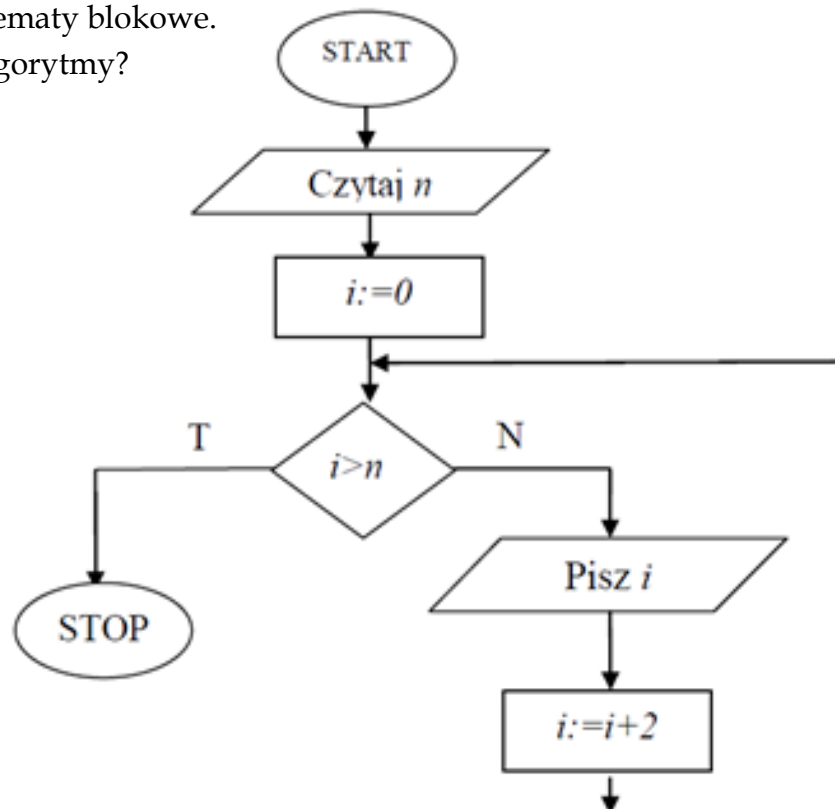 ematy blokowe.
gorytmy?
START
Czytaj n
i:=0
T
N
i>n
Pisz i
STOP
i:=i+2